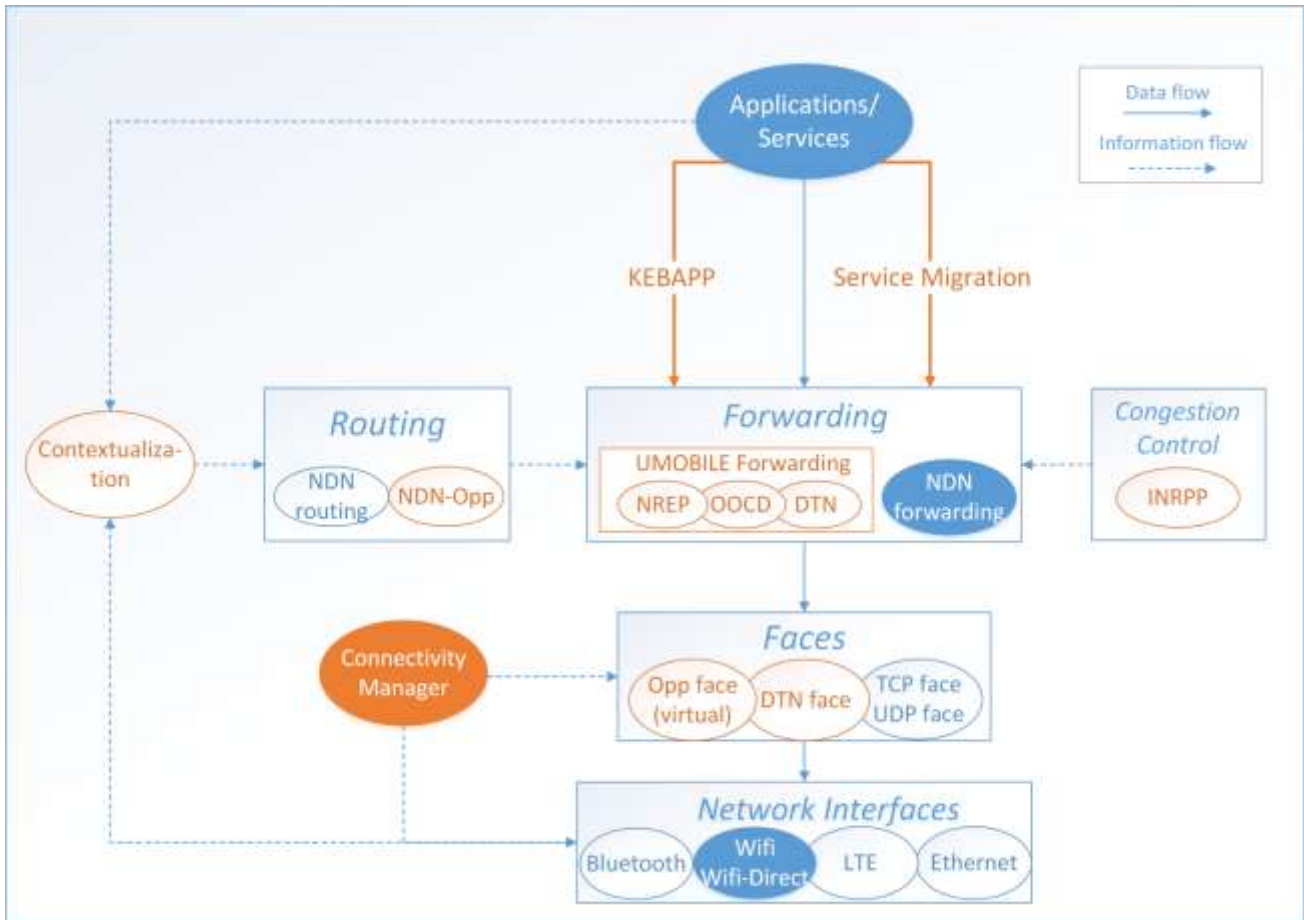 Applications/
Services
Data flow
Information flow
KEBAPP
Service Migration
Contextualiza-
tion
Routing
NDN
routing
NDN-Opp
Forwarding
UMOBILE Forwarding
NREP
OOCD
DTN
NDN
forwarding
Congestion
Control
INRPP
Connectivity
Manager
Faces
Opp face
(virtual)
DTN face
TCP face
UDP face
Network Interfaces
Bluetooth
Wifi
Wifi-Direct
LTE
Ethernet